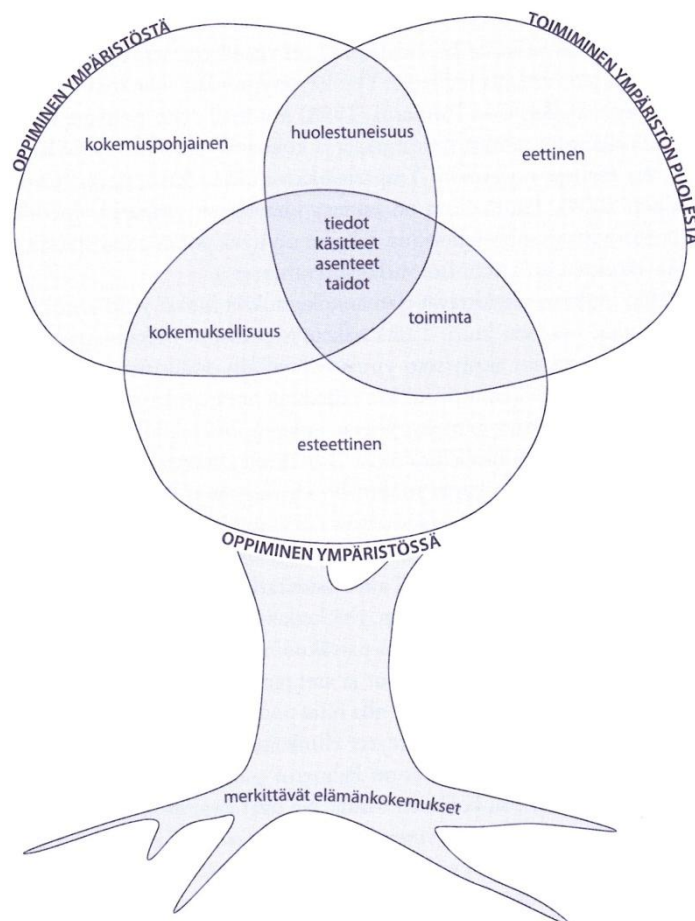 OPPIMINEN YMPÄRISTÖSTÄ
TOIMIMINEN YMPÄRISTÖN PUOLESTA
kokemuspohjainen
huolestuneisuus
eettinen
tiedot
käsitteet
asenteet
taidot
kokemuksellisuus
toiminta
esteettinen
OPPIMINEN YMPÄRISTÖSSÄ
merkittävät elämänkokemukset